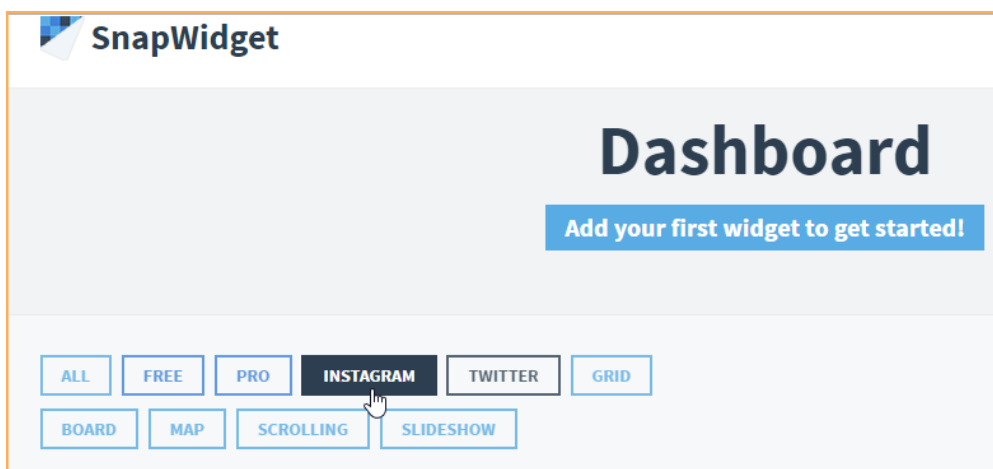 SnapWidget
Dashboard
Add your first widget to get started!
ALL FREE PRO INSTAGRAM TWITTER GRID
BOARD MAP SCROLLING SLIDESHOW